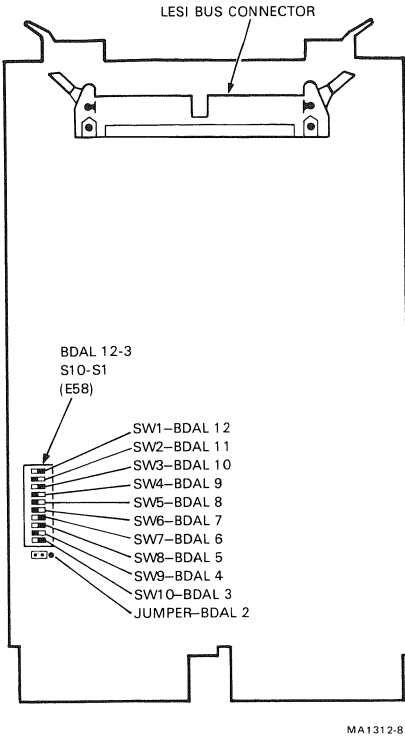 LESI BUS CONNECTOR
BDAL 12-3
S10-S1
(E58)
SW1–BDAL 12
SW2–BDAL 11
SW3–BDAL 10
SW4–BDAL 9
SW5–BDAL 8
SW6–BDAL 7
SW7–BDAL 6
SW8–BDAL 5
SW9–BDAL 4
SW10–BDAL 3
JUMPER–BDAL 2
MA1312-8